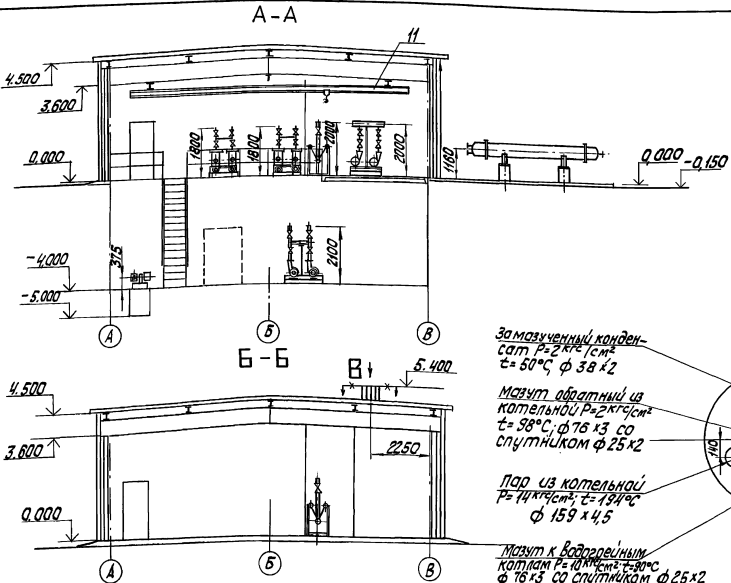 А-А
11
4.500
3.600
0,000
1800
1800
2000
2000
1160
0,000
-0,150
-4,000
375
-5.000
2100
А
Б
В
Б-Б
В
5.400
4.500
3.600
0,000
2250
А
Б
В
Замазученный конден-
сат Р=2 кгс/см²
t=50°С, ф 38×2
Мазут обратный из
котельной Р=2кгс/см²
t=98°С; ф76×3 со
спутником ф25×2
Пар из котельной
Р=14кгс/см²; t=194°С
ф 159×4,5
Мазут к водогрейным
котлам Р=10кгс/см² t=90°С
ф 76×3 со спутником ф25×2
140